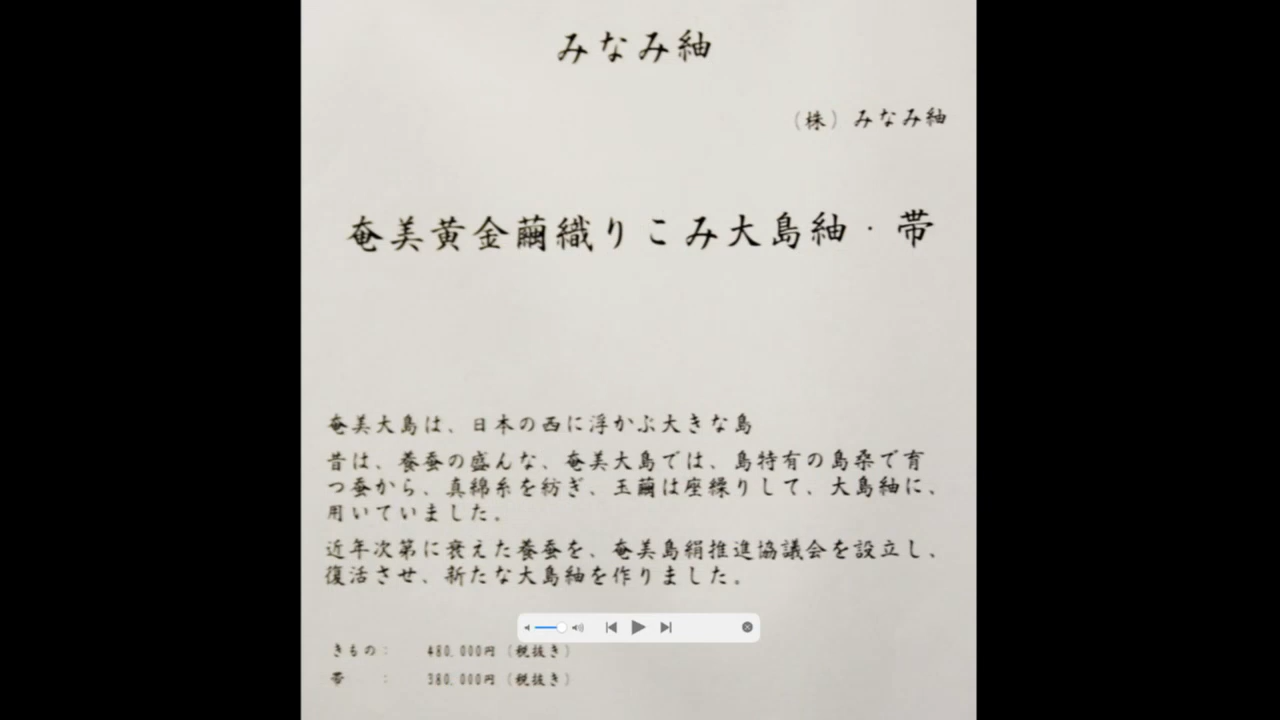 みなみ紬
（株）みなみ紬
奄美黄金繭織りこみ大島紬・帯
奄美大島は、日本の西に浮かぶ大きな島
昔は、養蚕の盛んな、奄美大島では、島特有の島桑で育
つ蚕から、真綿糸を紡ぎ、玉繭は座繰りして、大島紬に、
用いていました。
近年次第に衰えた養蚕を、奄美島絹推進協議会を設立し、
復活させ、新たな大島紬を作りました。
きもの： 480,000円（税抜き）
帯 ： 380,000円（税抜き）